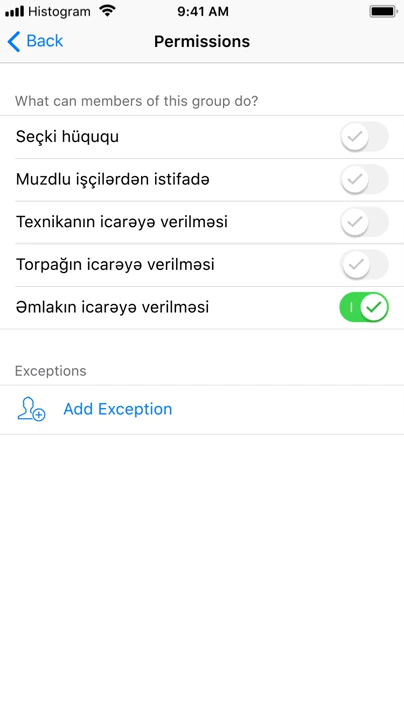 Histogram
9:41 AM
Back
Permissions
What can members of this group do?
Seçki hüququ
Muzdlu işçilərdən istifadə
Texnikanın icarəyə verilməsi
Torpağın icarəyə verilməsi
Əmlakın icarəyə verilməsi
Exceptions
Add Exception